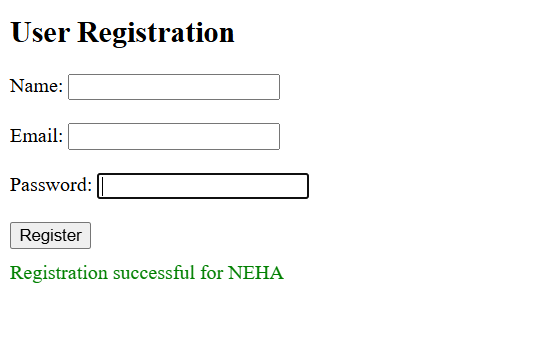 User Registration
Name:
Email:
Password:
Register
Registration successful for NEHA